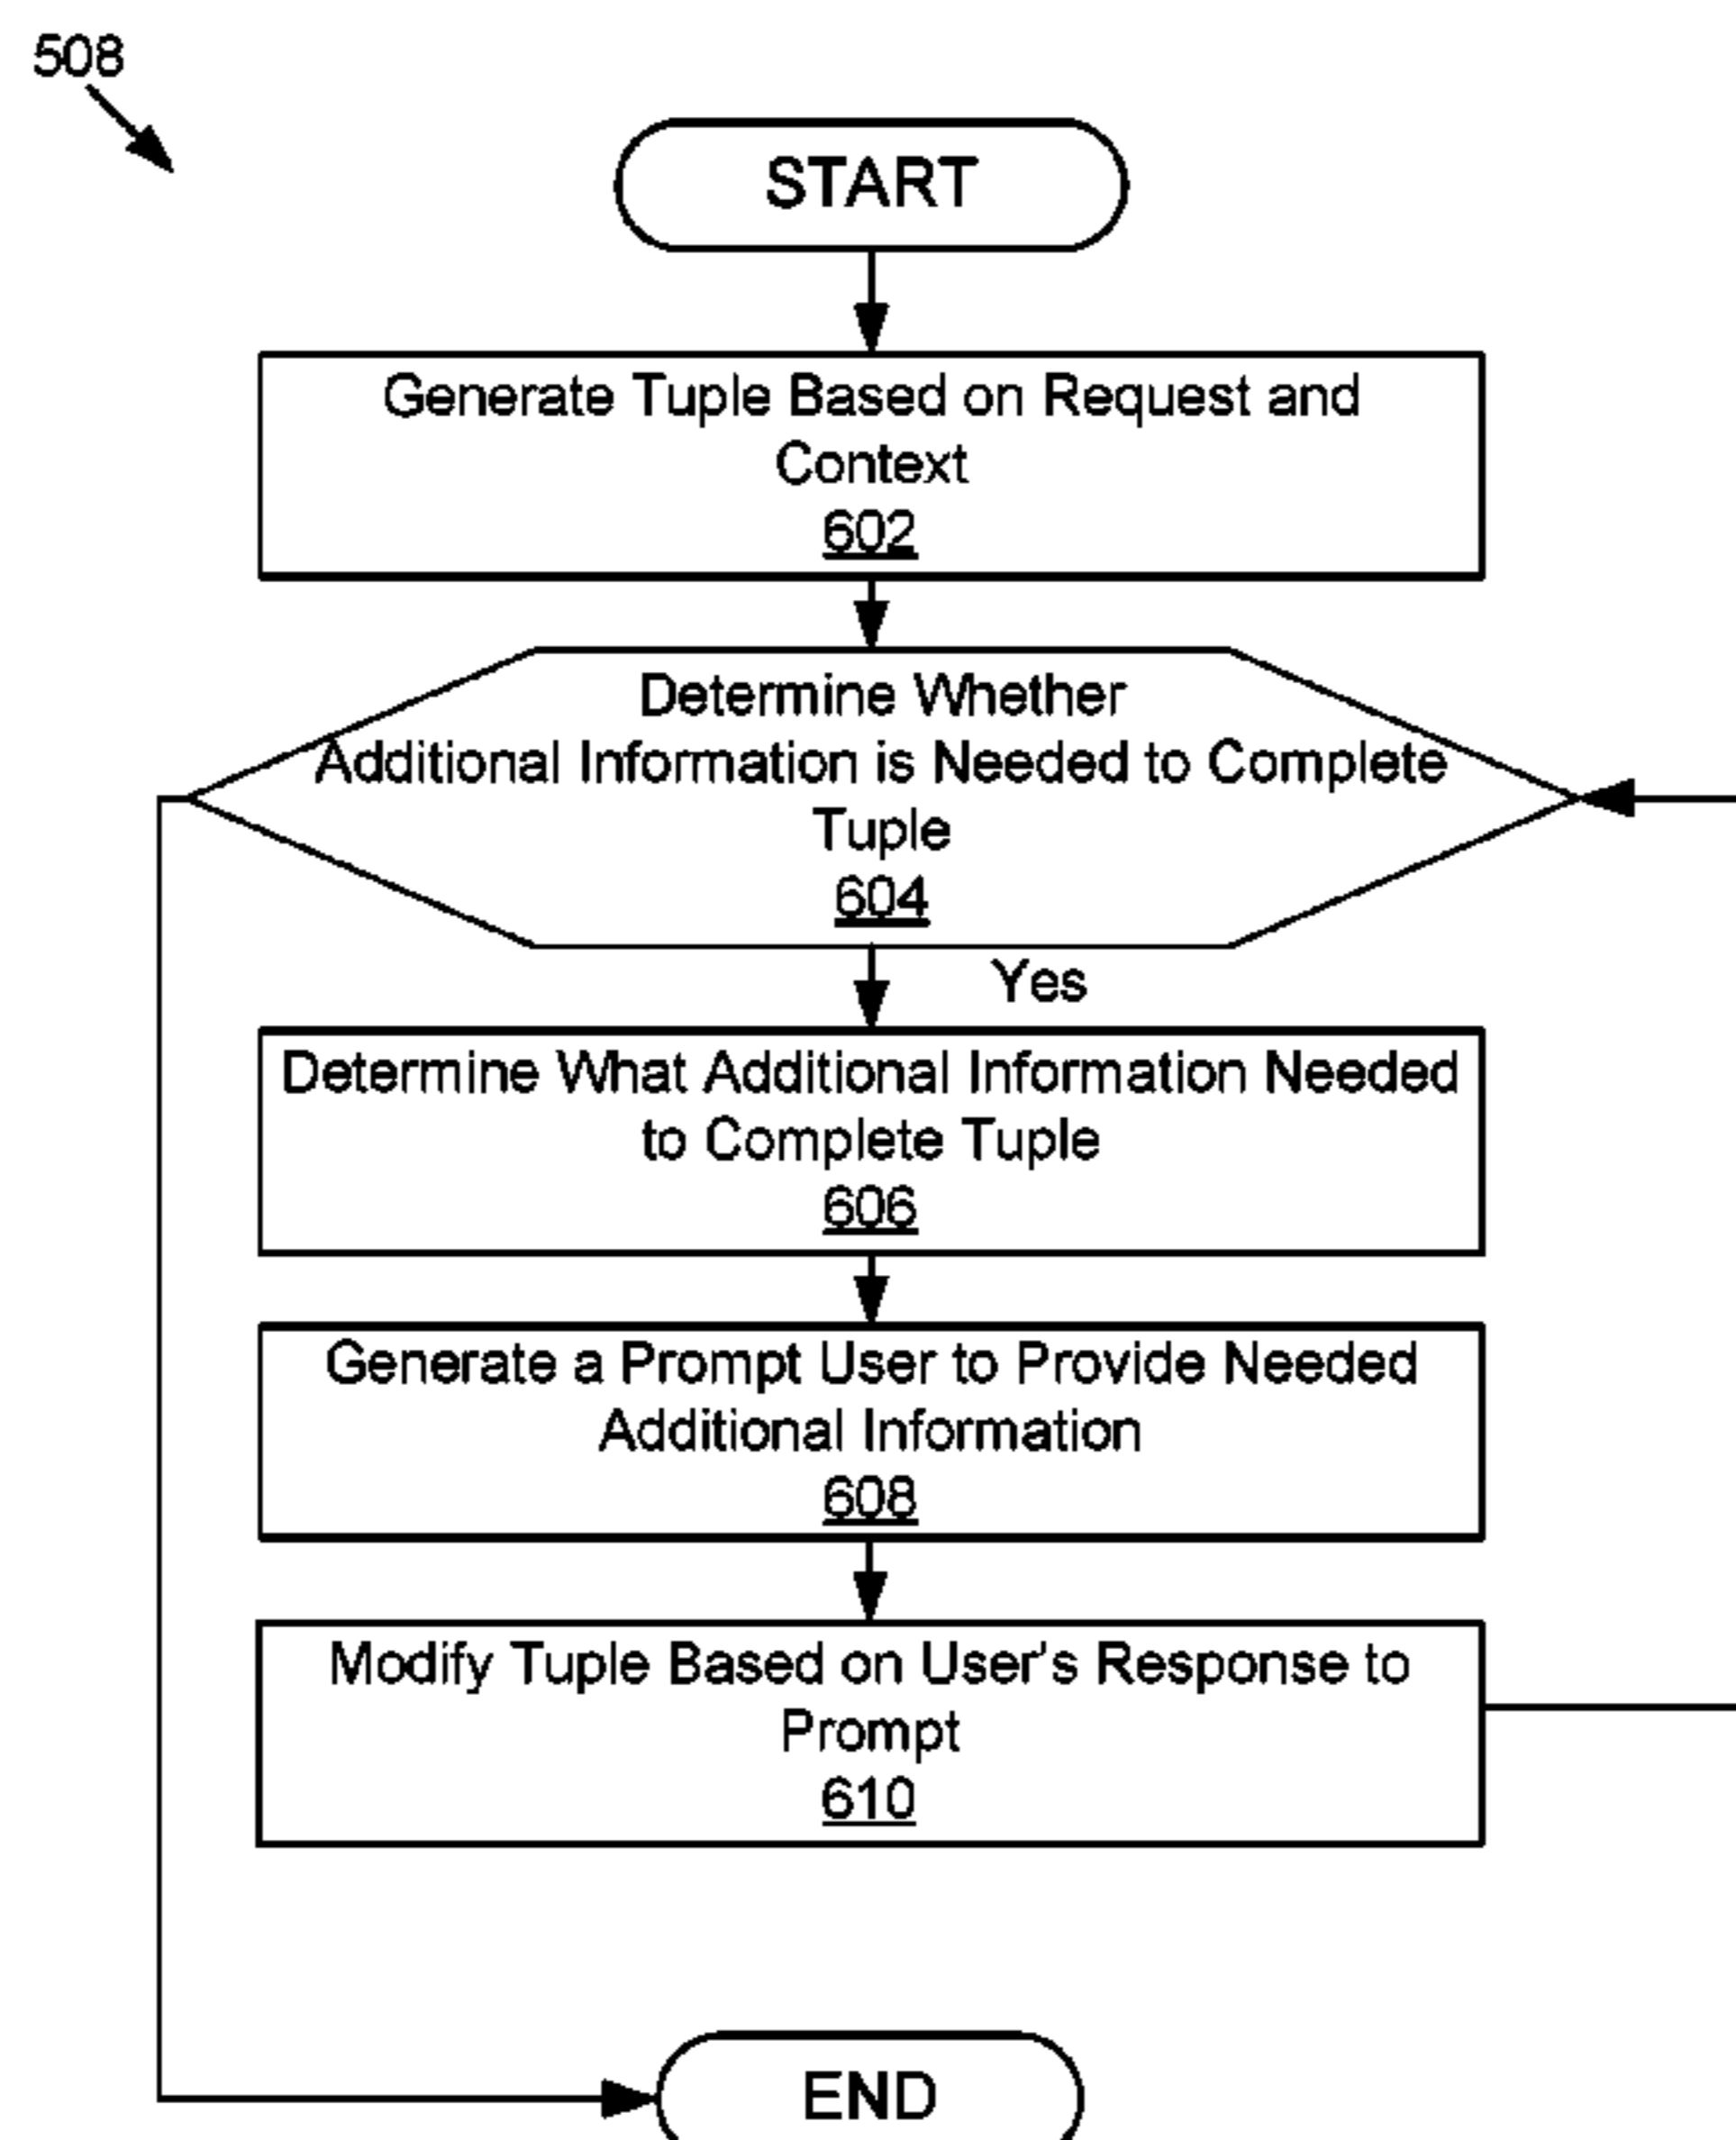 508
START
Generate Tuple Based on Request and
Context
602
Determine Whether
Additional Information is Needed to Complete
Tuple
604
Yes
Determine What Additional Information Needed
to Complete Tuple
606
Generate a Prompt User to Provide Needed
Additional Information
608
Modify Tuple Based on User's Response to
Prompt
610
END